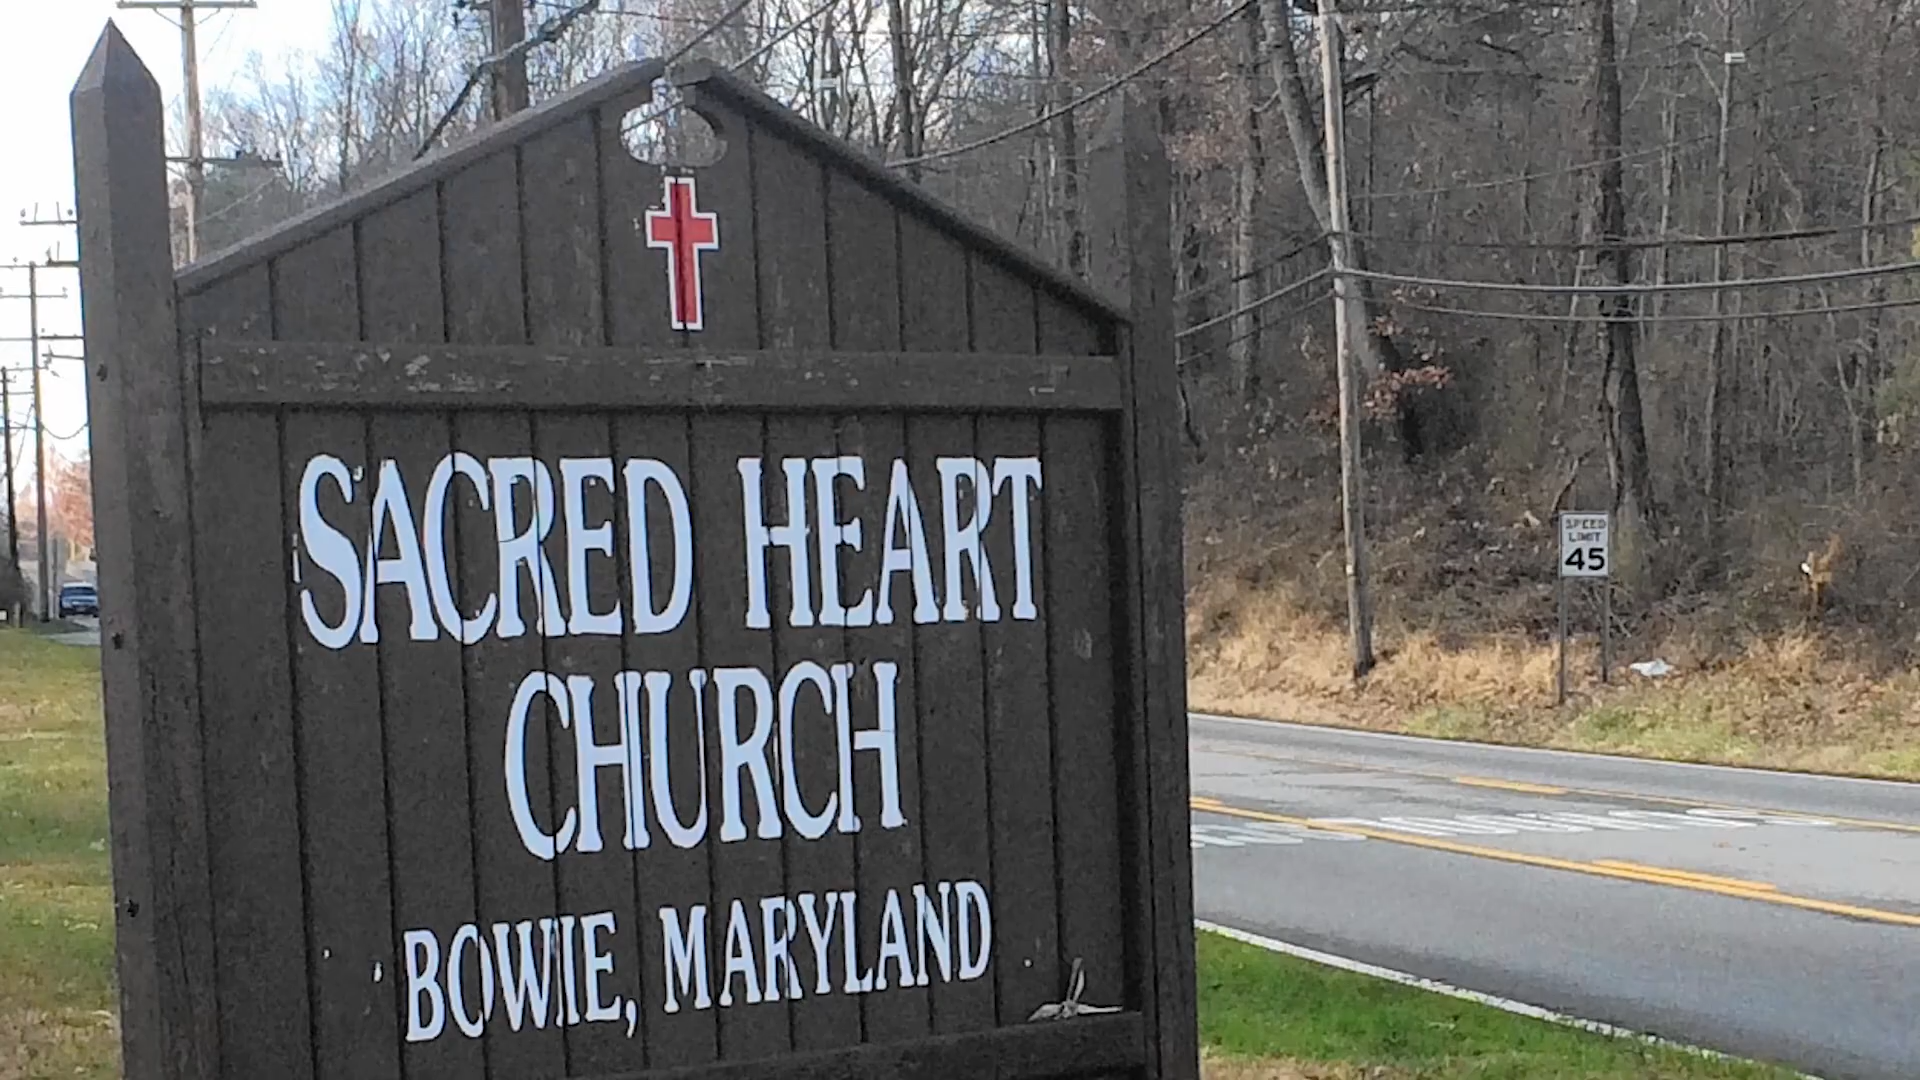 SACRED HEART
CHURCH
BOWIE, MARYLAND
SPEED
LIMIT
45